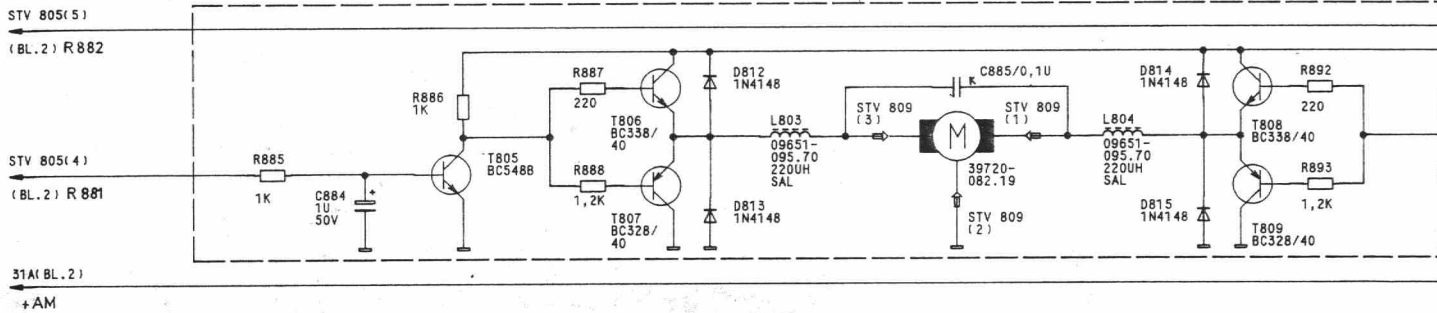 STV 805(5)
(BL.2) R882
STV 805(4)
(BL.2) R881
31A(BL.2)
+AM
R885
1K
C884
1U
50V
+
R886
1K
T805
BC548B
R887
220
R888
1,2K
T806
BC338/
40
T807
BC328/
40
D812
1N4148
D813
1N4148
L803
09651-
095.70
220UH
SAL
C885/0,1U
K
STV 809
(3)
STV 809
(1)
M
39720-
082.19
STV 809
(2)
L804
09651-
095.70
220UH
SAL
D814
1N4148
D815
1N4148
R892
220
T808
BC338/40
R893
1,2K
T809
BC328/40